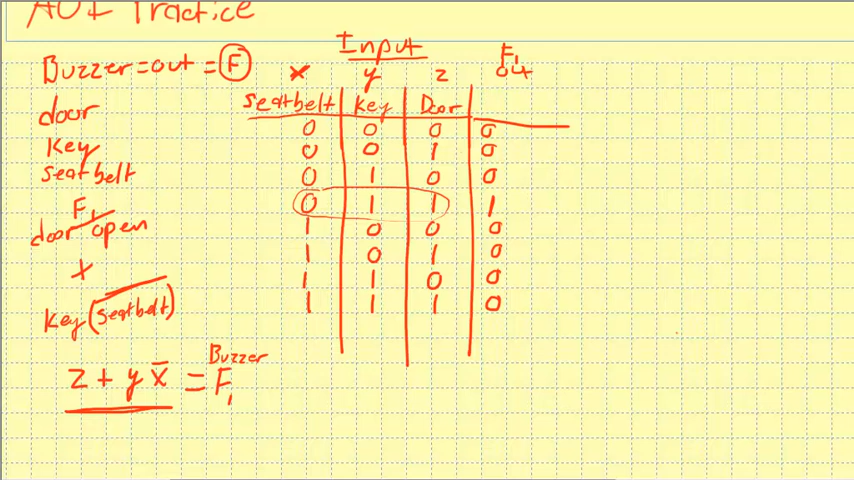 AOI Practice
Buzzer = out = F
door
Key
seatbelt
F1
door open
+
Key (seatbelt)
z + y x̅ = F1
Buzzer
Input
x y z F1
out
seatbelt Key Door
0 0 0 0
0 0 1 0
0 1 0 0
0 1 1 1
1 0 0 0
1 0 1 0
1 1 0 0
1 1 1 0